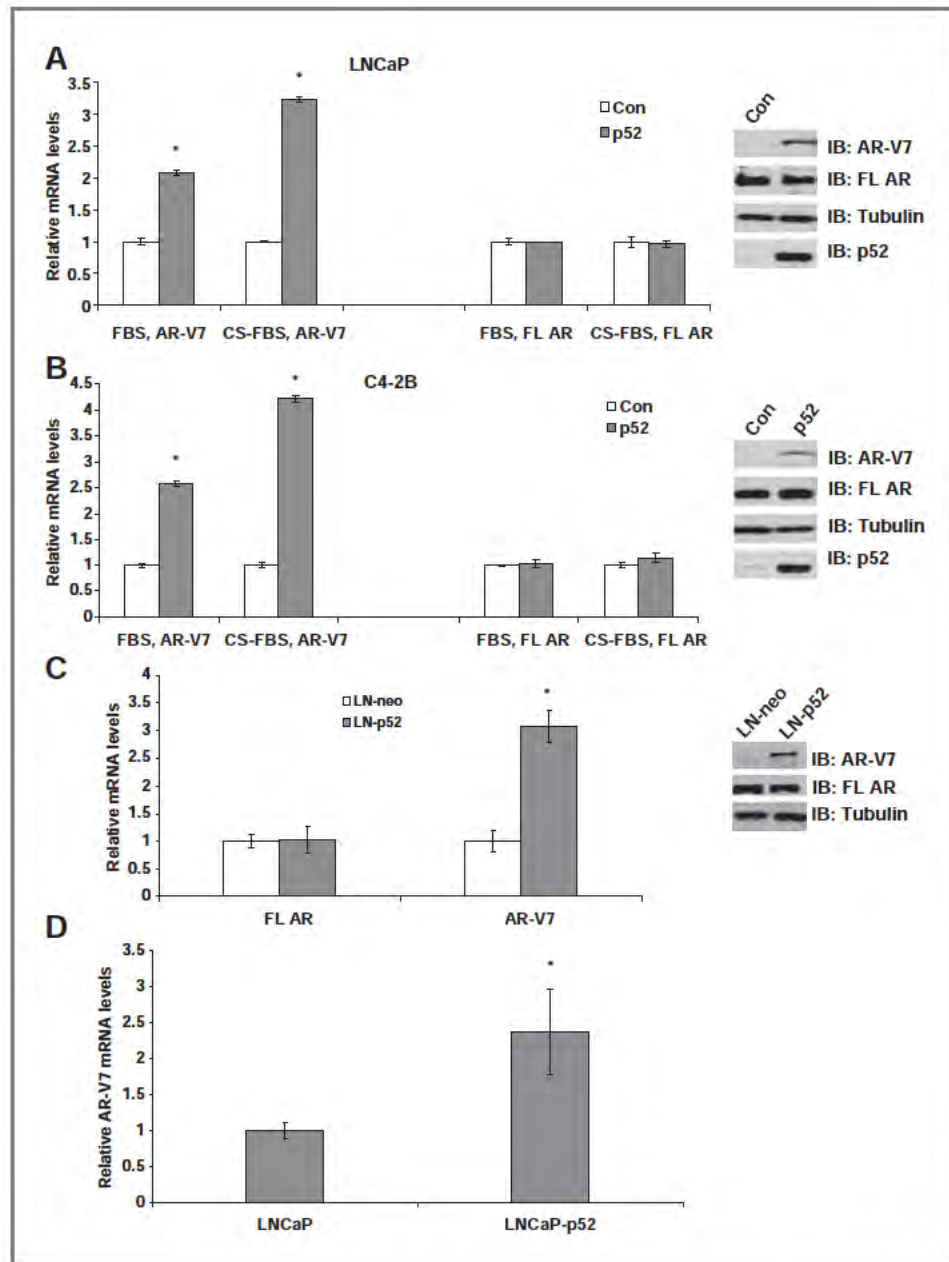 A
LNCaP
Relative mRNA levels
3.5
3
2.5
2
1.5
1
0.5
0
*
*
Con
p52
FBS, AR-V7
CS-FBS, AR-V7
FBS, FL AR
CS-FBS, FL AR
Con
IB: AR-V7
IB: FL AR
IB: Tubulin
IB: p52
B
C4-2B
Relative mRNA levels
4.5
4
3.5
3
2.5
2
1.5
1
0.5
0
*
*
Con
p52
FBS, AR-V7
CS-FBS, AR-V7
FBS, FL AR
CS-FBS, FL AR
Con
p52
IB: AR-V7
IB: FL AR
IB: Tubulin
IB: p52
C
Relative mRNA levels
4
3.5
3
2.5
2
1.5
1
0.5
0
LN-neo
LN-p52
*
FL AR
AR-V7
LN-neo
LN-p52
IB: AR-V7
IB: FL AR
IB: Tubulin
D
Relative AR-V7 mRNA levels
3.5
3
2.5
2
1.5
1
0.5
0
*
LNCaP
LNCaP-p52